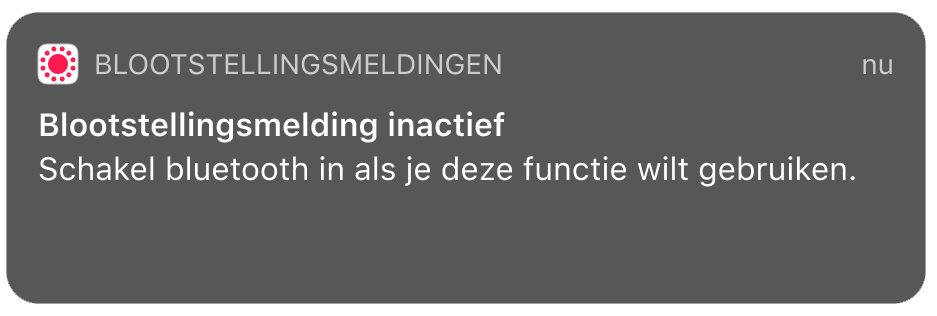 BLOOTSTELLINGSMELDINGEN nu
Blootstellingsmelding inactief
Schakel bluetooth in als je deze functie wilt gebruiken.